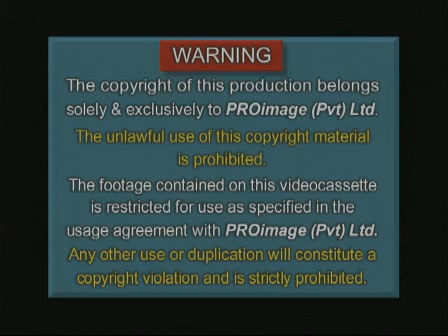 WARNING
The copyright of this production belongs
solely & exclusively to PROimage (Pvt) Ltd.
The unlawful use of this copyright material
is prohibited.
The footage contained on this videocassette
is restricted for use as specified in the
usage agreement with PROimage (Pvt) Ltd.
Any other use or duplication will constitute a
copyright violation and is strictly prohibited.